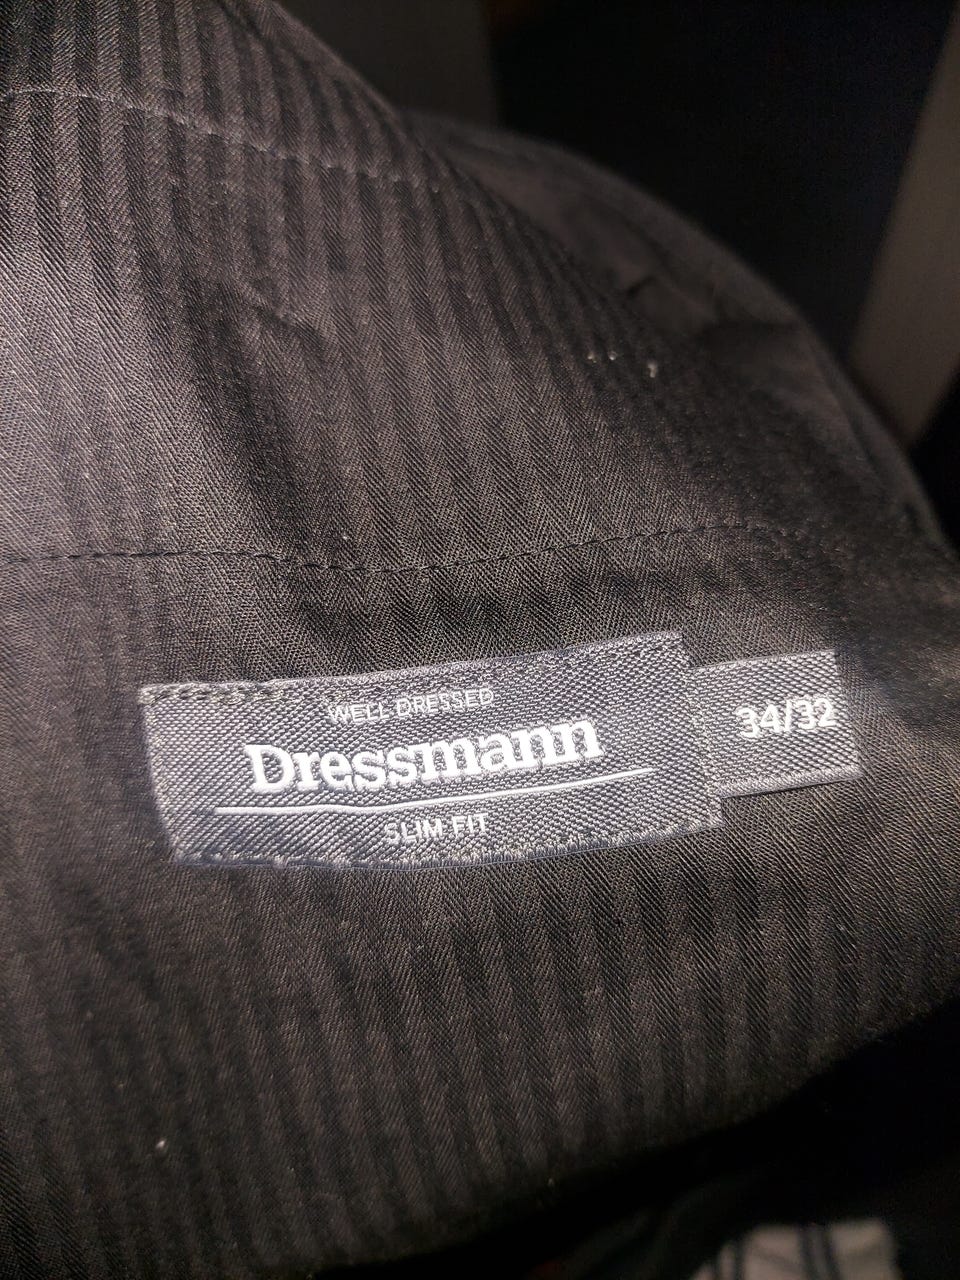 WELL DRESSED
Dressmann
SLIM FIT
34/32